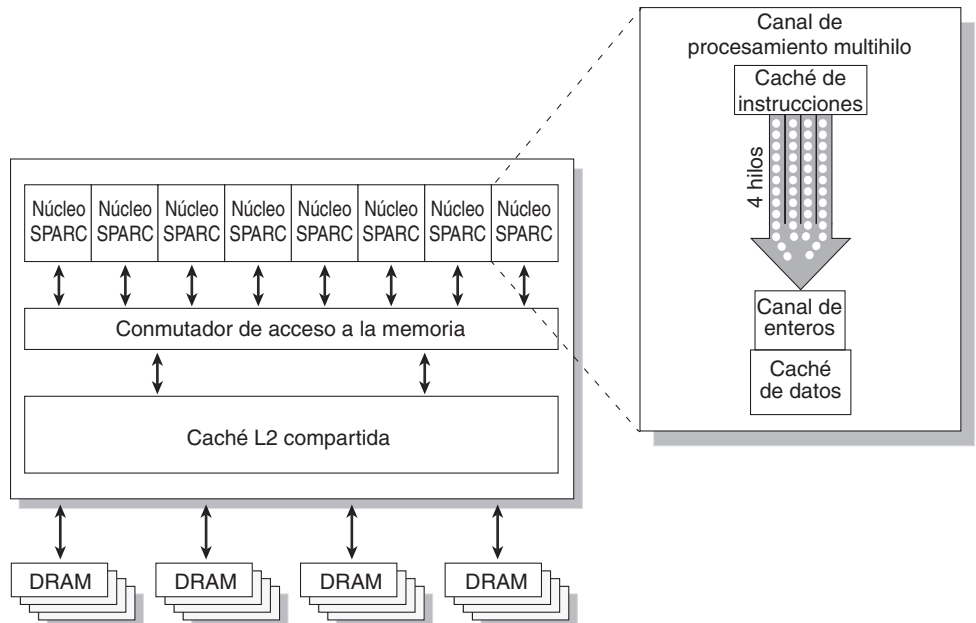 Canal de
procesamiento multihilo
Caché de
instrucciones
4 hilos
Canal de
enteros
Caché
de datos
Núcleo
SPARC
Núcleo
SPARC
Núcleo
SPARC
Núcleo
SPARC
Núcleo
SPARC
Núcleo
SPARC
Núcleo
SPARC
Núcleo
SPARC
Conmutador de acceso a la memoria
Caché L2 compartida
DRAM
DRAM
DRAM
DRAM